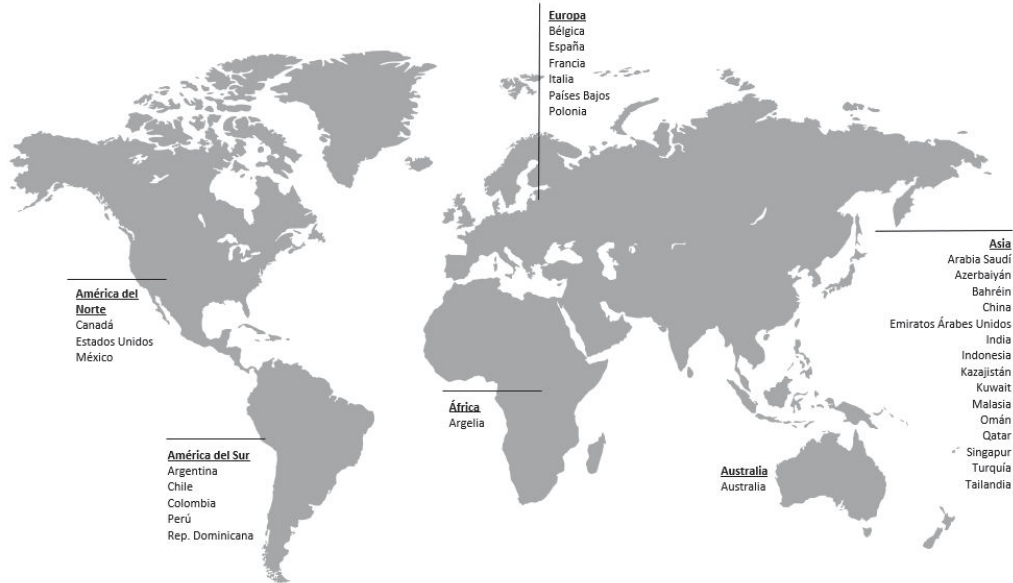 Europa
Bélgica
España
Francia
Italia
Países Bajos
Polonia
América del
Norte
Canadá
Estados Unidos
México
América del Sur
Argentina
Chile
Colombia
Perú
Rep. Dominicana
África
Argelia
Australia
Australia
Asia
Arabia Saudí
Azerbaiyán
Bahréin
China
Emiratos Árabes Unidos
India
Indonesia
Kazajistán
Kuwait
Malasia
Omán
Qatar
Singapur
Turquía
Tailandia